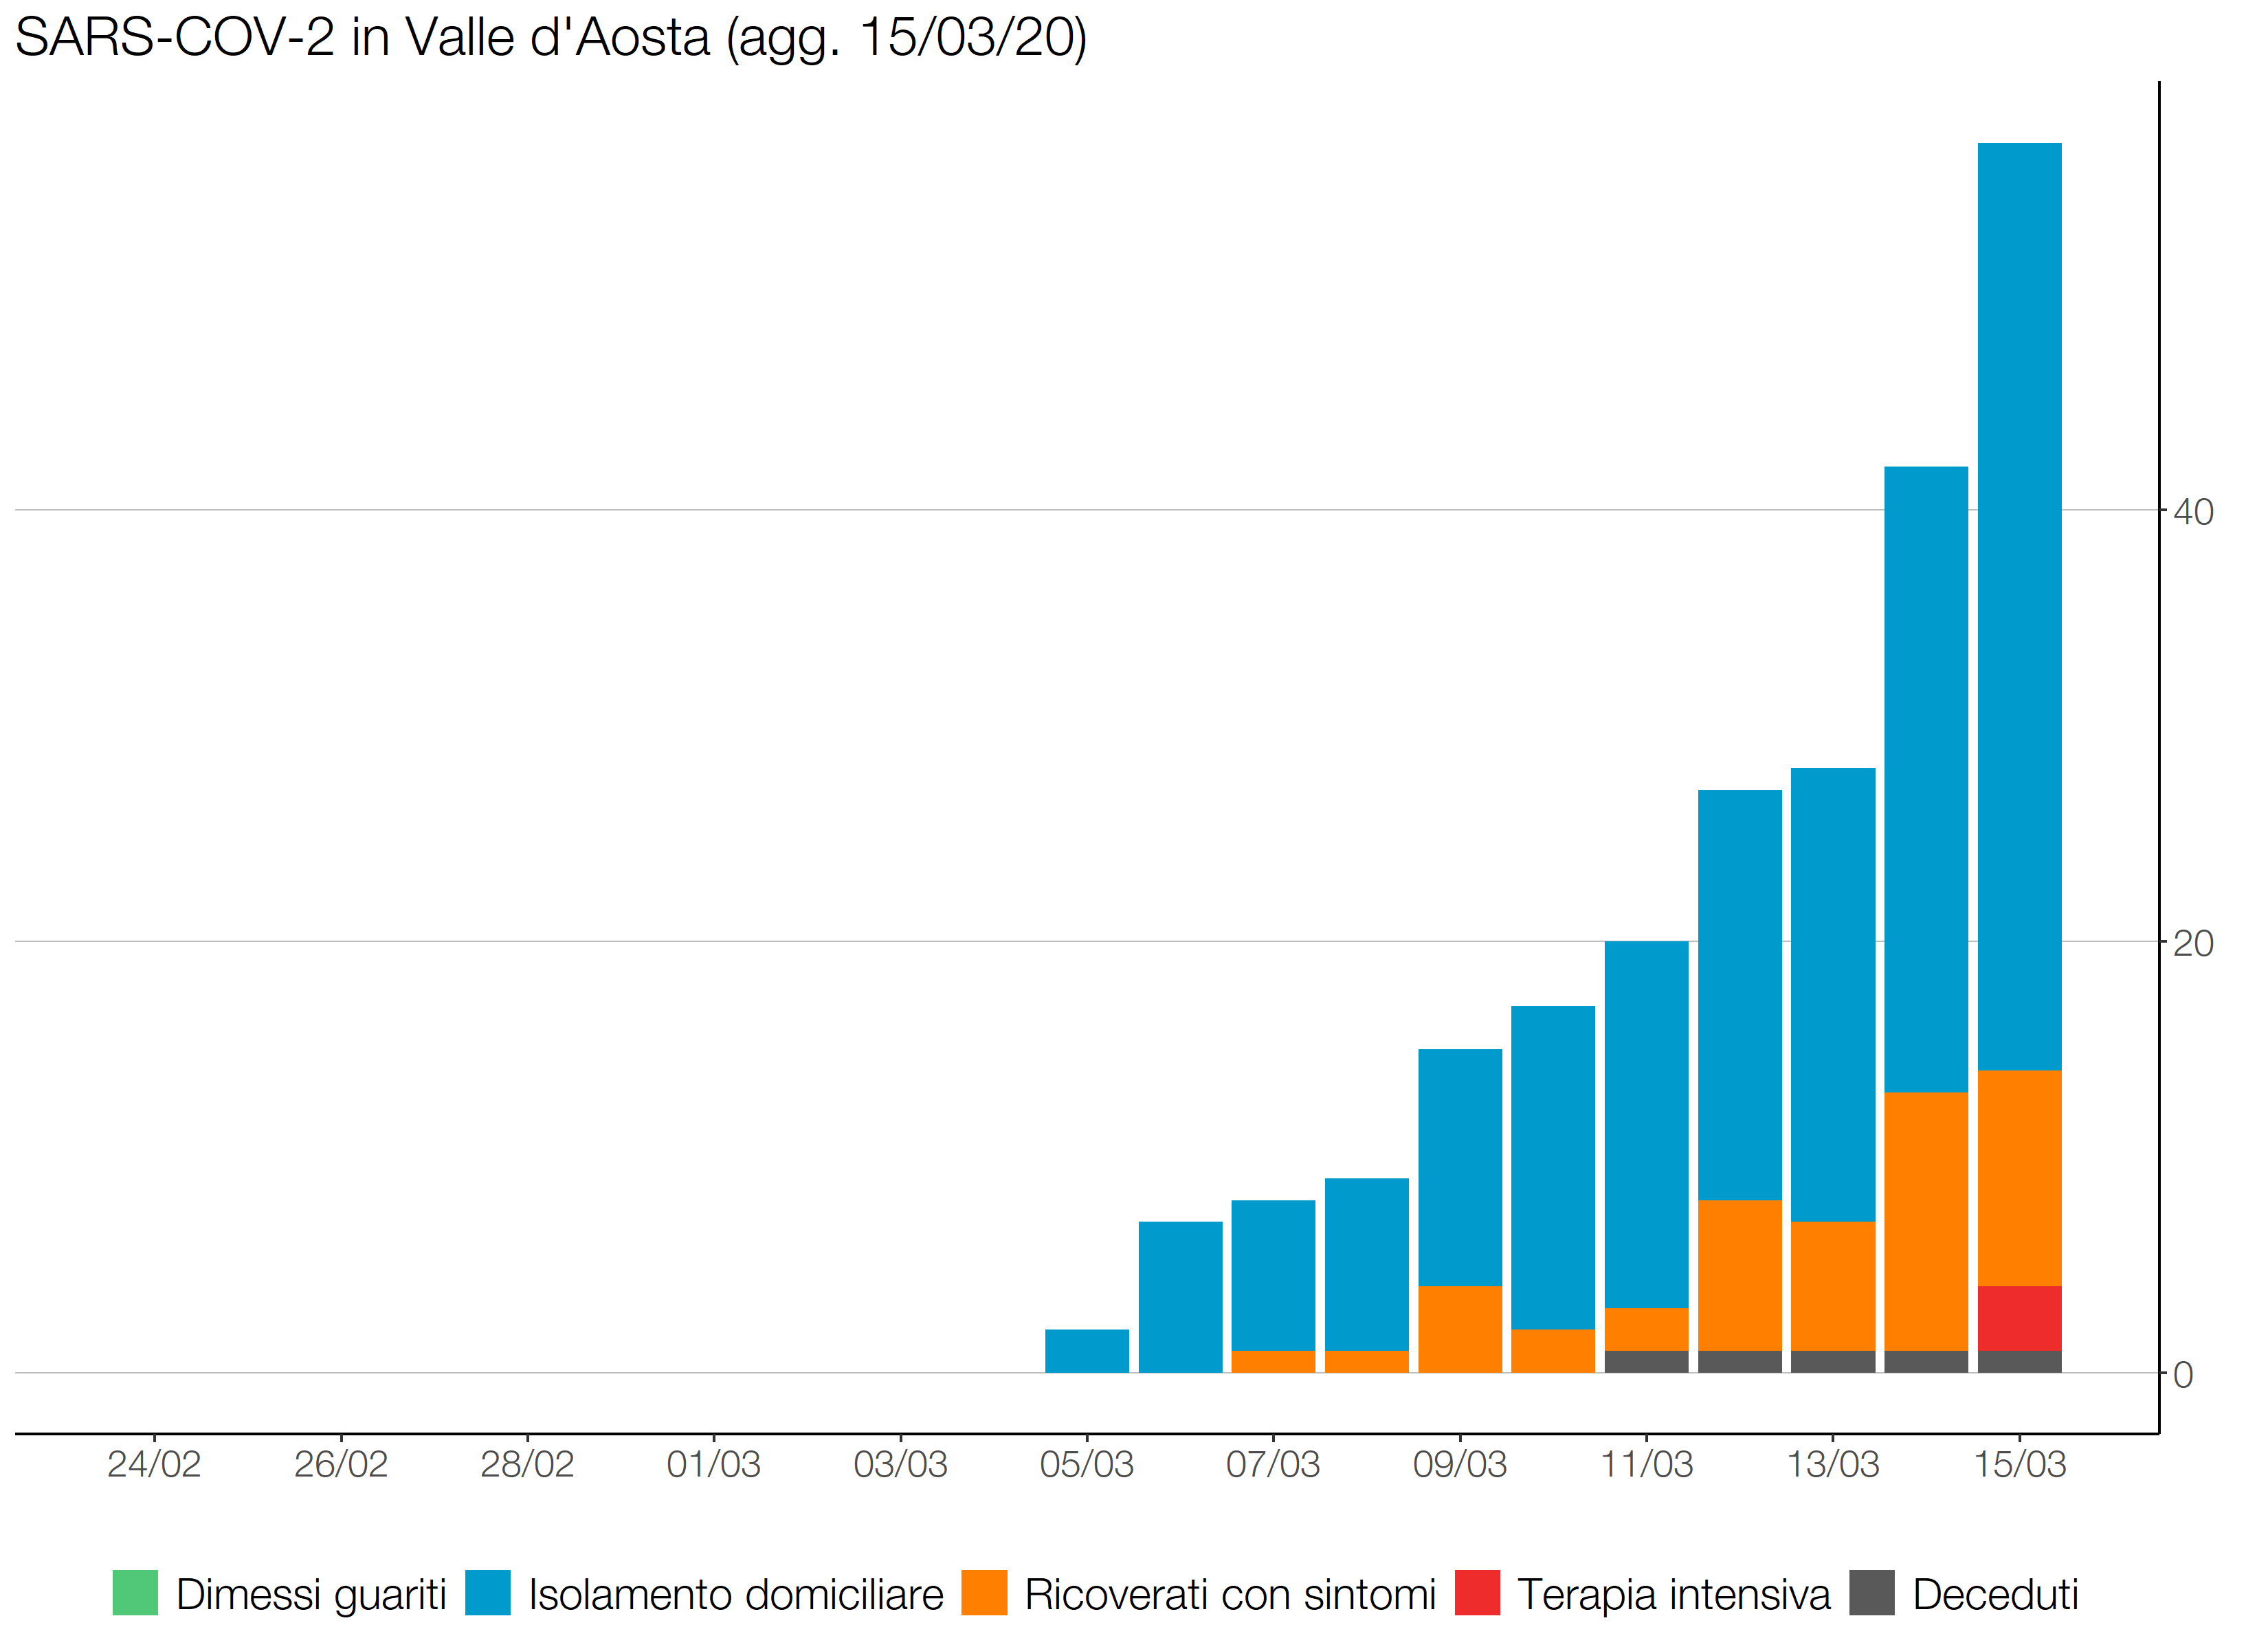 SARS-COV-2 in Valle d'Aosta (agg. 15/03/20)
40
20
0
24/02 26/02 28/02 01/03 03/03 05/03 07/03 09/03 11/03 13/03 15/03
Dimessi guariti Isolamento domiciliare Ricoverati con sintomi Terapia intensiva Deceduti